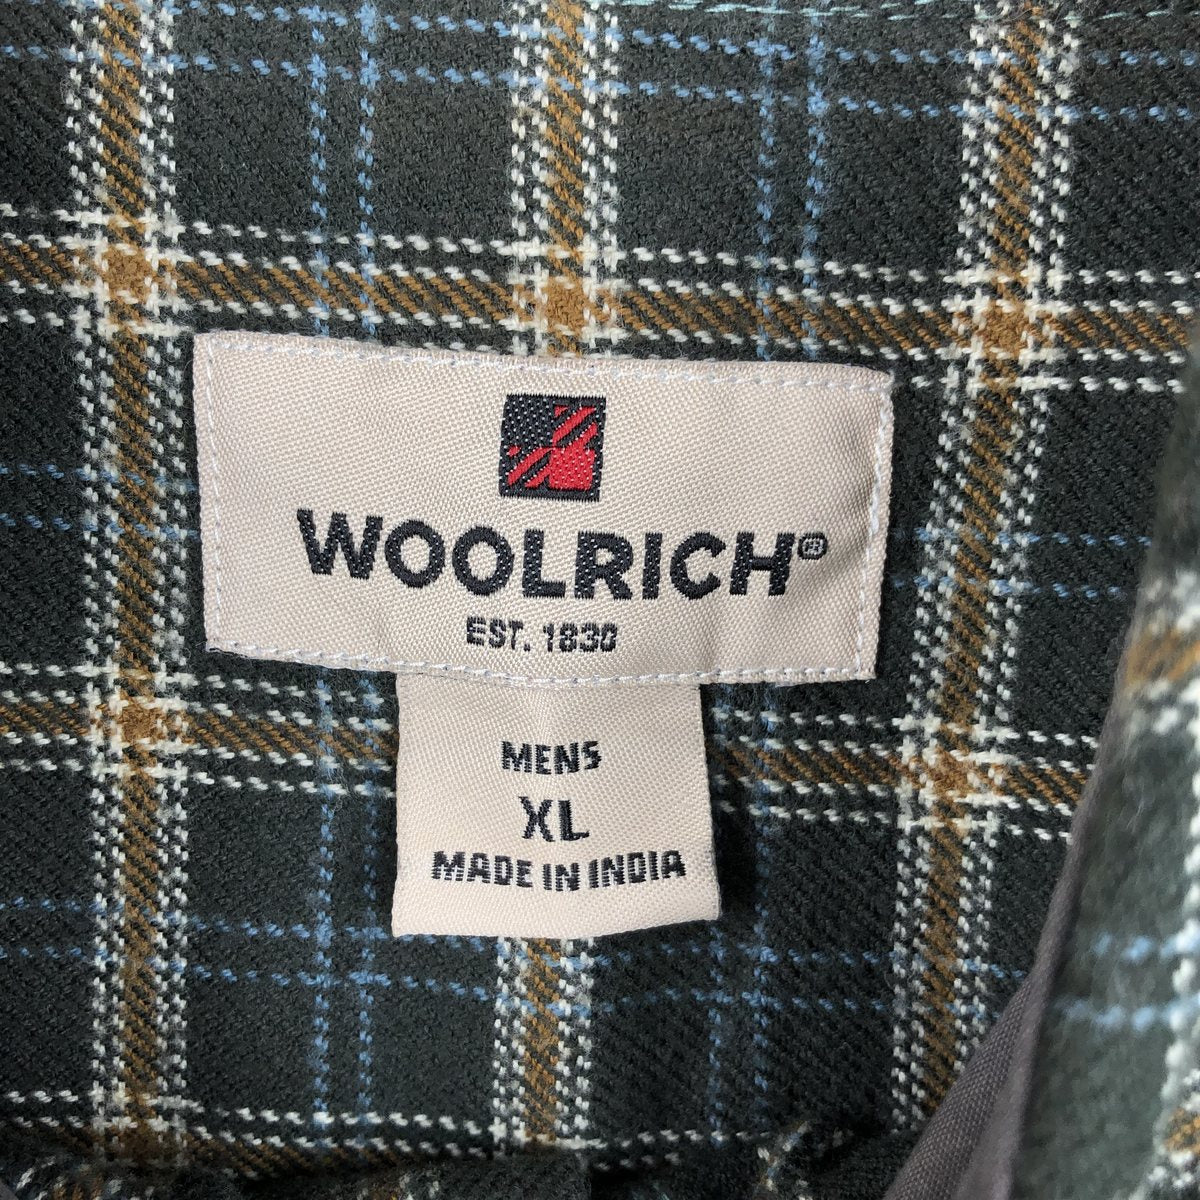 WOOLRICH®
EST. 1830
MENS
XL
MADE IN INDIA